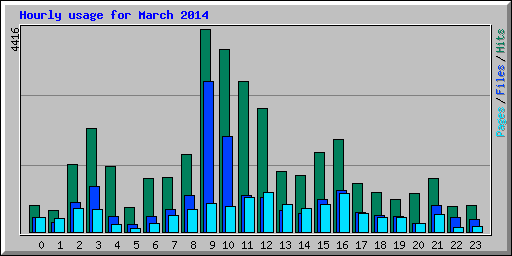 Hourly usage for March 2014
4416
Pages / Files / Hits
0 1 2 3 4 5 6 7 8 9 10 11 12 13 14 15 16 17 18 19 20 21 22 23